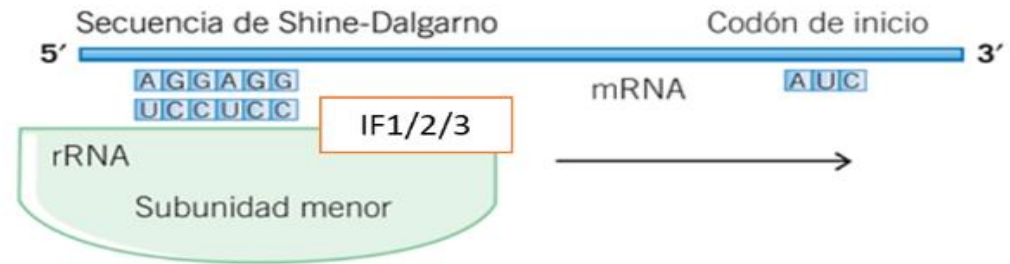 Secuencia de Shine-Dalgarno Codón de inicio
5′ 3′
AGGAGG mRNA AUC
UCCUCC
IF1/2/3
rRNA
Subunidad menor